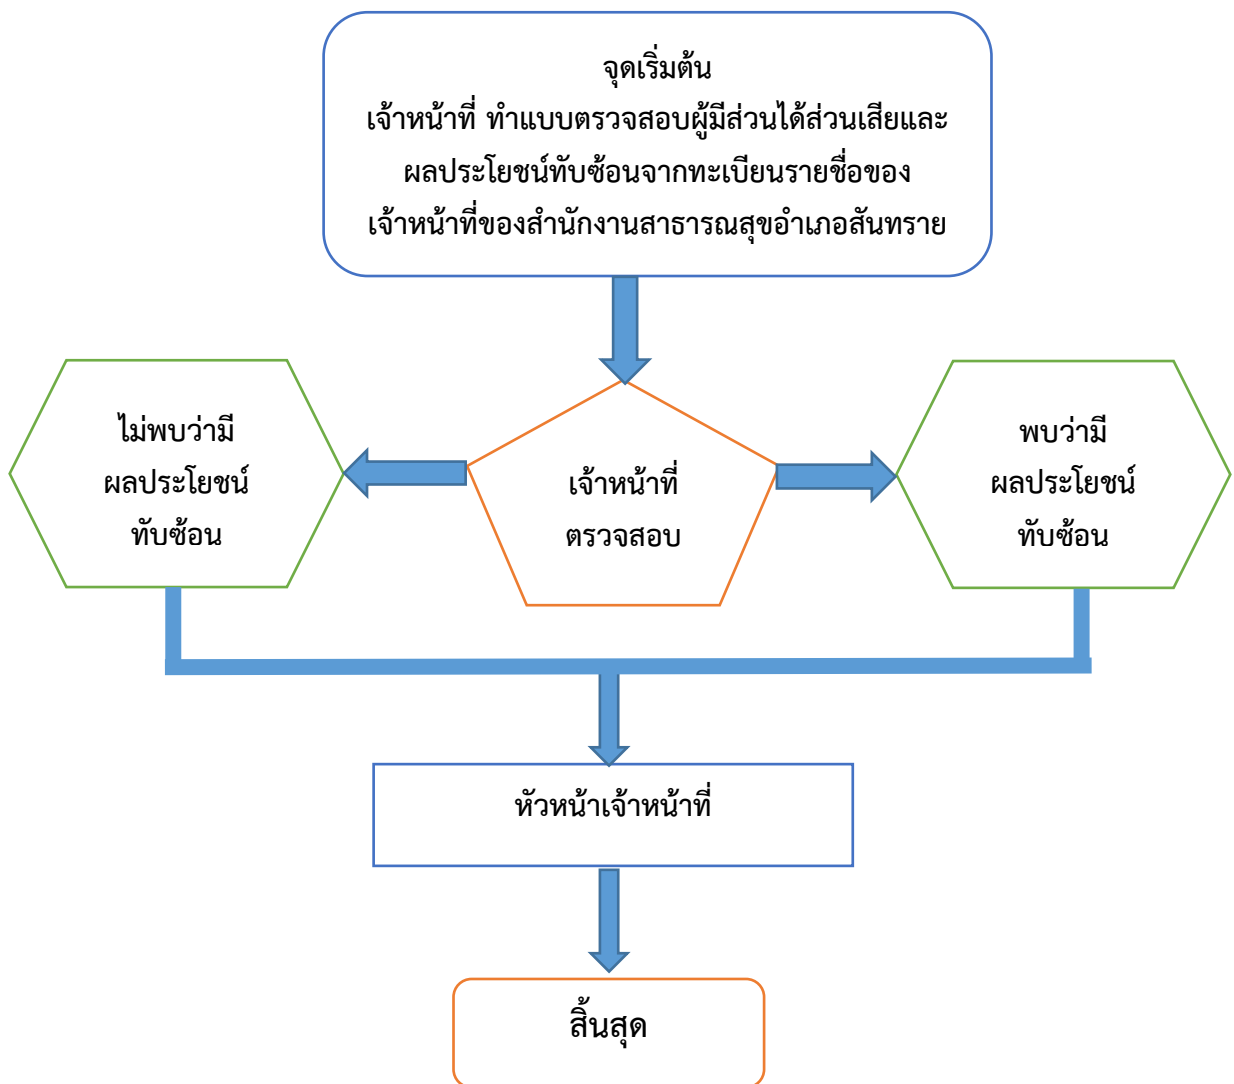 จุดเริ่มต้น
เจ้าหน้าที่ ทำแบบตรวจสอบผู้มีส่วนได้ส่วนเสียและ
ผลประโยชน์ทับซ้อนจากทะเบียนรายชื่อของ
เจ้าหน้าที่ของสำนักงานสาธารณสุขอำเภอสันทราย
ไม่พบว่ามี
ผลประโยชน์
ทับซ้อน
เจ้าหน้าที่
ตรวจสอบ
พบว่ามี
ผลประโยชน์
ทับซ้อน
หัวหน้าเจ้าหน้าที่
สิ้นสุด